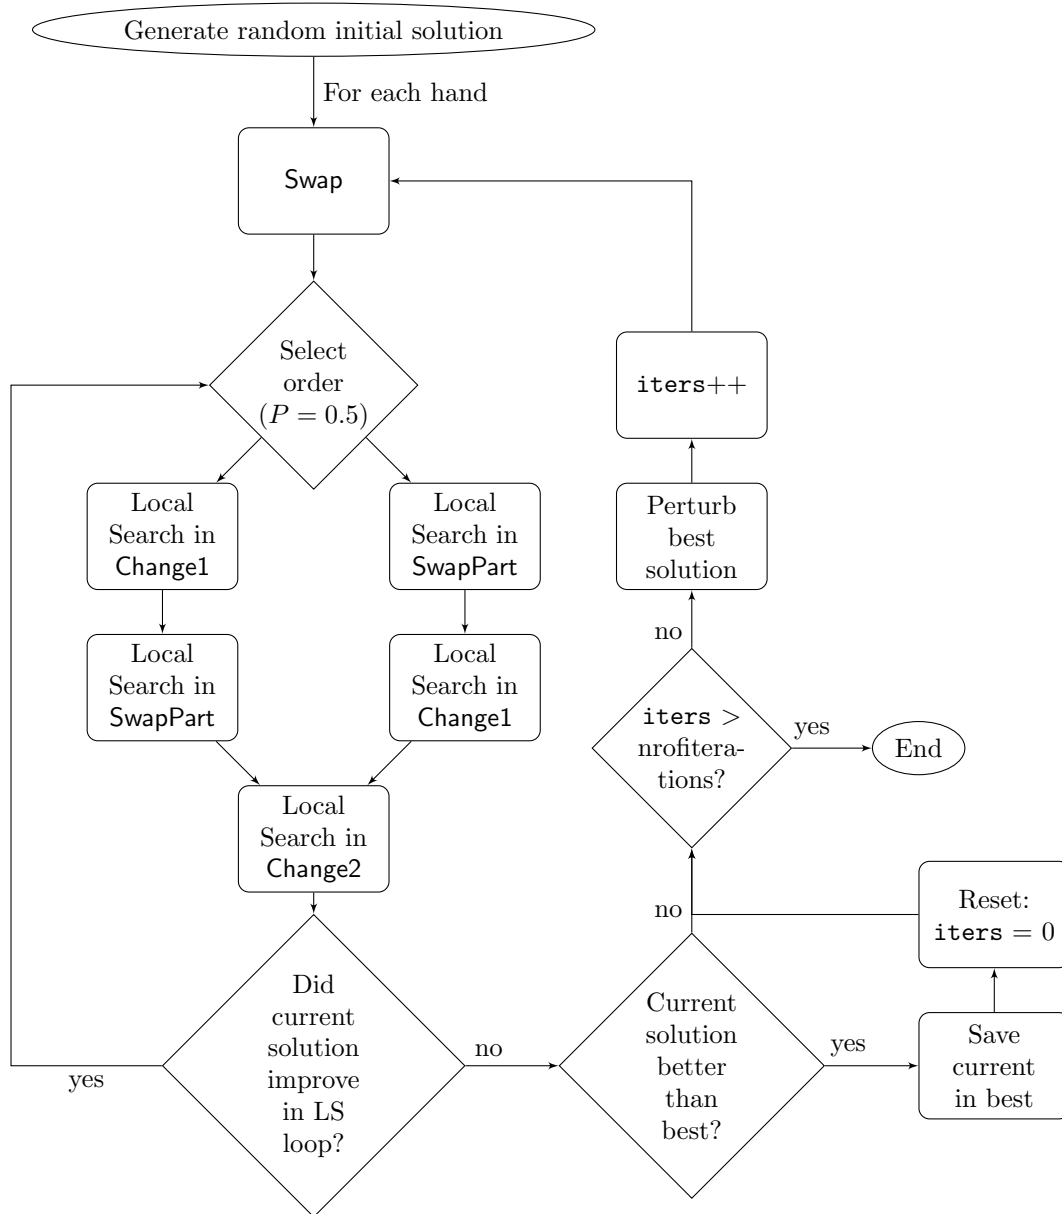 Generate random initial solution
For each hand
Swap
Select
order
(P = 0.5)
Local
Search in
Change1
Local
Search in
SwapPart
Local
Search in
SwapPart
Local
Search in
Change1
Local
Search in
Change2
Did
current
solution
improve
in LS
loop?
yes
no
Current
solution
better
than
best?
yes
Save
current
in best
Reset:
iters = 0
no
iters >
nrofitera-
tions?
yes
End
no
Perturb
best
solution
iters++